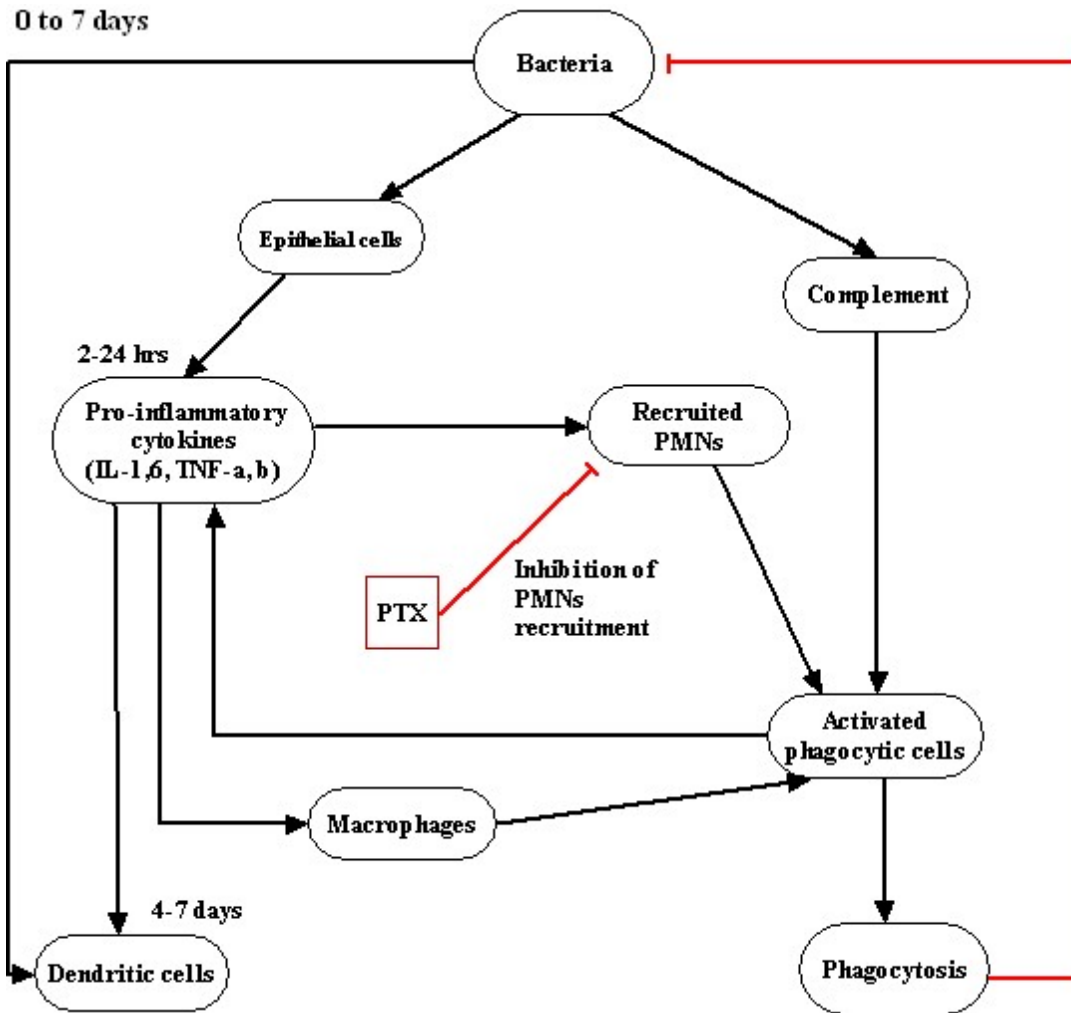 0 to 7 days
Bacteria
Epithelial cells
Complement
2-24 hrs
Pro-inflammatory
cytokines
(IL-1,6, TNF-a,b)
Recruited
PMNs
PTX
Inhibition of
PMNs
recruitment
Activated
phagocytic cells
Macrophages
4-7 days
Dendritic cells
Phagocytosis